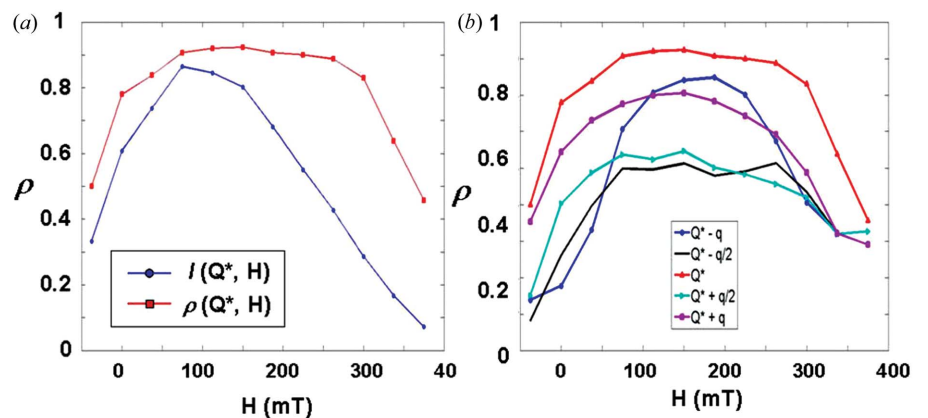 (a)
1
0.8
0.6
0.4
0.2
0
ρ
I (Q*, H)
ρ (Q*, H)
0 100 200 300 40
H (mT)
(b)
1
0.8
0.6
0.4
0.2
0
ρ
Q* - q
Q* - q/2
Q*
Q* + q/2
Q* + q
0 100 200 300 400
H (mT)